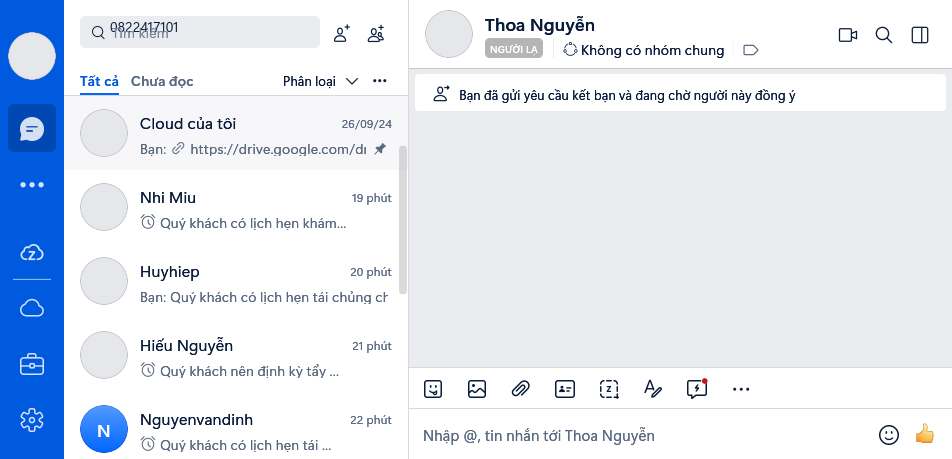 0822417101
Tìm kiếm
Tất cả Chưa đọc Phân loại
Cloud của tôi 26/09/24
Bạn: https://drive.google.com/dr
Nhi Miu 19 phút
Quý khách có lịch hẹn khám...
Huyhiep 20 phút
Bạn: Quý khách có lịch hẹn tái chủng ch
Hiếu Nguyễn 21 phút
Quý khách nên định kỳ tẩy ...
N
Nguyenvandinh 22 phút
Quý khách có lịch hẹn tái ...
Thoa Nguyễn
NGƯỜI LẠ Không có nhóm chung
Bạn đã gửi yêu cầu kết bạn và đang chờ người này đồng ý
Nhập @, tin nhắn tới Thoa Nguyễn